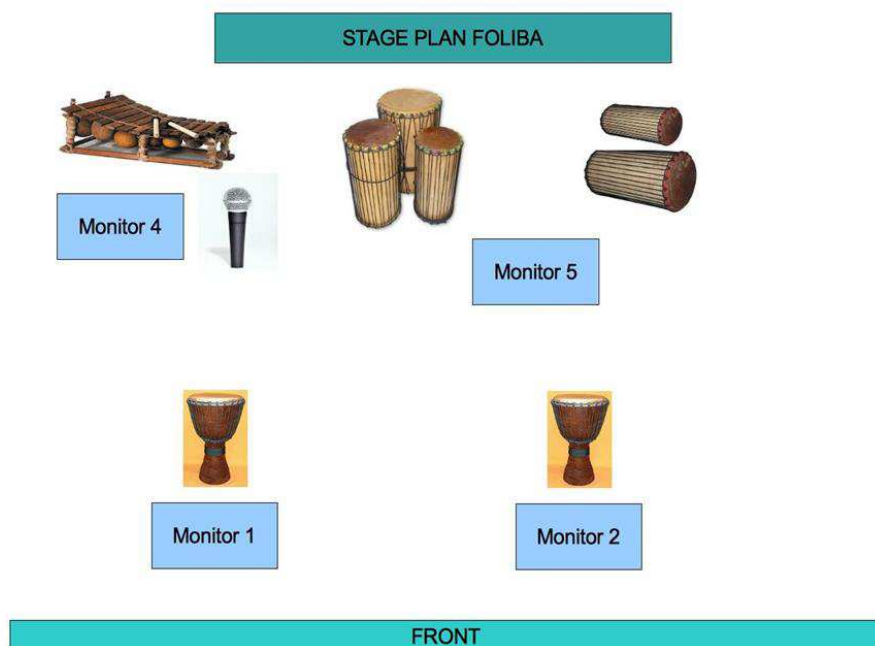 STAGE PLAN FOLIBA
Monitor 4
Monitor 5
Monitor 1
Monitor 2
FRONT